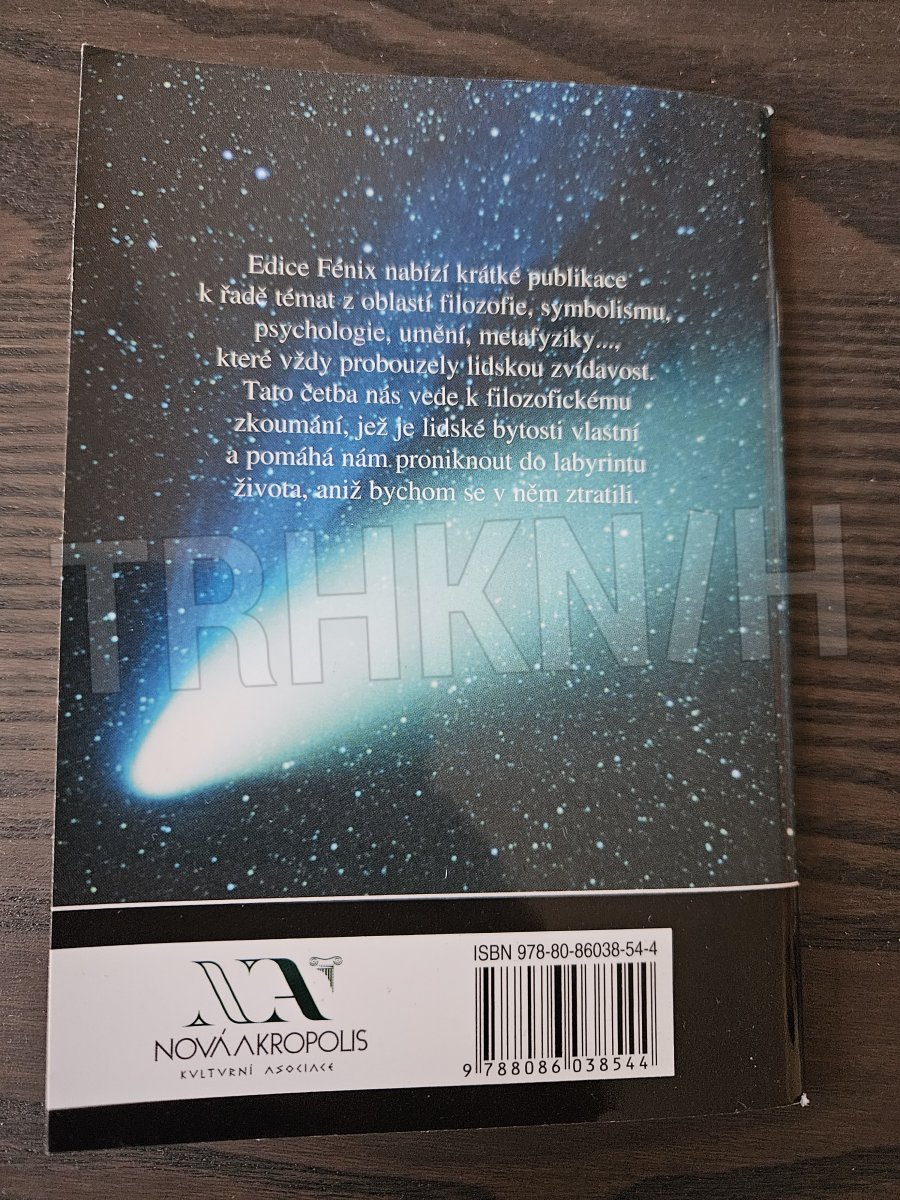 Edice Fénix nabízí krátké publikace
k řadě témat z oblastí filozofie, symbolismu,
psychologie, umění, metafyziky...,
které vždy probouzely lidskou zvídavost.
Tato četba nás vede k filozofickému
zkoumání, jež je lidské bytosti vlastní
a pomáhá nám proniknout do labyrintu
života, aniž bychom se v něm ztratili.
TRHKNIH
NA
NOVÁ AKROPOLIS
KULTURNÍ ASOCIACE
ISBN 978-80-86038-54-4
9 788086 038544